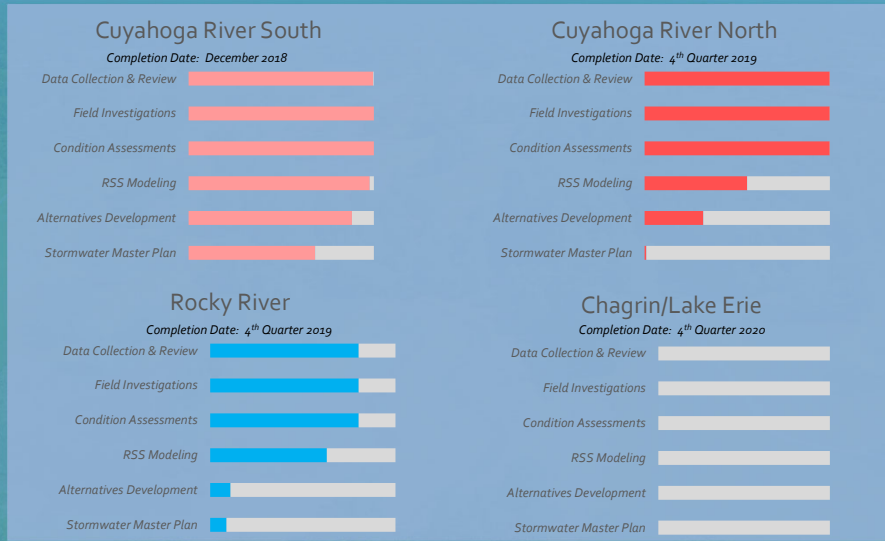 Cuyahoga River South
Completion Date: December 2018
Data Collection & Review
Field Investigations
Condition Assessments
RSS Modeling
Alternatives Development
Stormwater Master Plan
Cuyahoga River North
Completion Date: 4th Quarter 2019
Data Collection & Review
Field Investigations
Condition Assessments
RSS Modeling
Alternatives Development
Stormwater Master Plan
Rocky River
Completion Date: 4th Quarter 2019
Data Collection & Review
Field Investigations
Condition Assessments
RSS Modeling
Alternatives Development
Stormwater Master Plan
Chagrin/Lake Erie
Completion Date: 4th Quarter 2020
Data Collection & Review
Field Investigations
Condition Assessments
RSS Modeling
Alternatives Development
Stormwater Master Plan